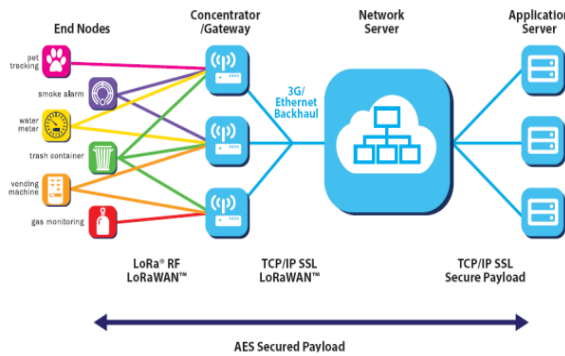 End Nodes
Concentrator
/Gateway
Network
Server
Application
Server
pet
tracking
smoke alarm
water
meter
trash container
vending
machine
gas monitoring
3G/
Ethernet
Backhaul
LoRa® RF
LoRaWAN™
TCP/IP SSL
LoRaWAN™
TCP/IP SSL
Secure Payload
AES Secured Payload